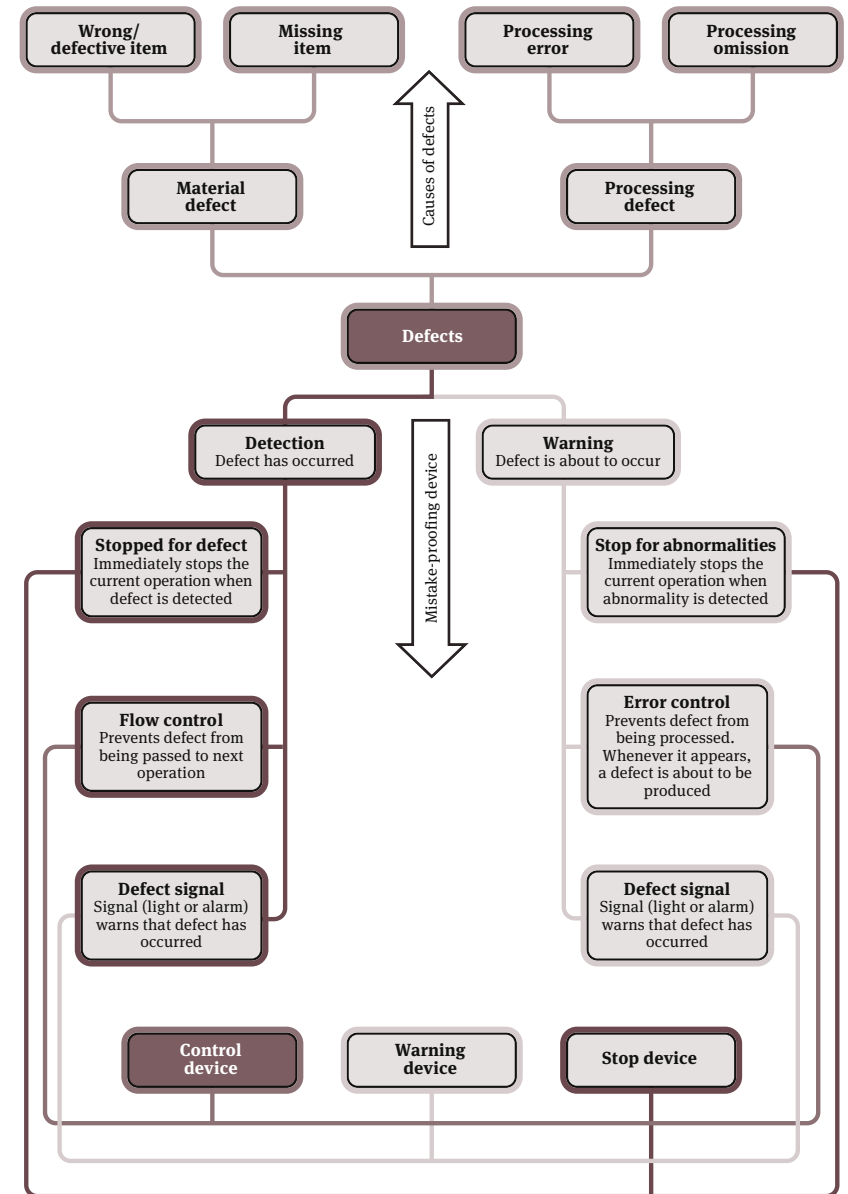 Wrong/
defective item
Missing
item
Processing
error
Processing
omission
Causes of defects
Material
defect
Processing
defect
Defects
Detection
Defect has occurred
Warning
Defect is about to occur
Mistake-proofing device
Stopped for defect
Immediately stops the
current operation when
defect is detected
Stop for abnormalities
Immediately stops the
current operation when
abnormality is detected
Flow control
Prevents defect from
being passed to next
operation
Error control
Prevents defect from
being processed.
Whenever it appears,
a defect is about to be
produced
Defect signal
Signal (light or alarm)
warns that defect has
occurred
Defect signal
Signal (light or alarm)
warns that defect has
occurred
Control
device
Warning
device
Stop device